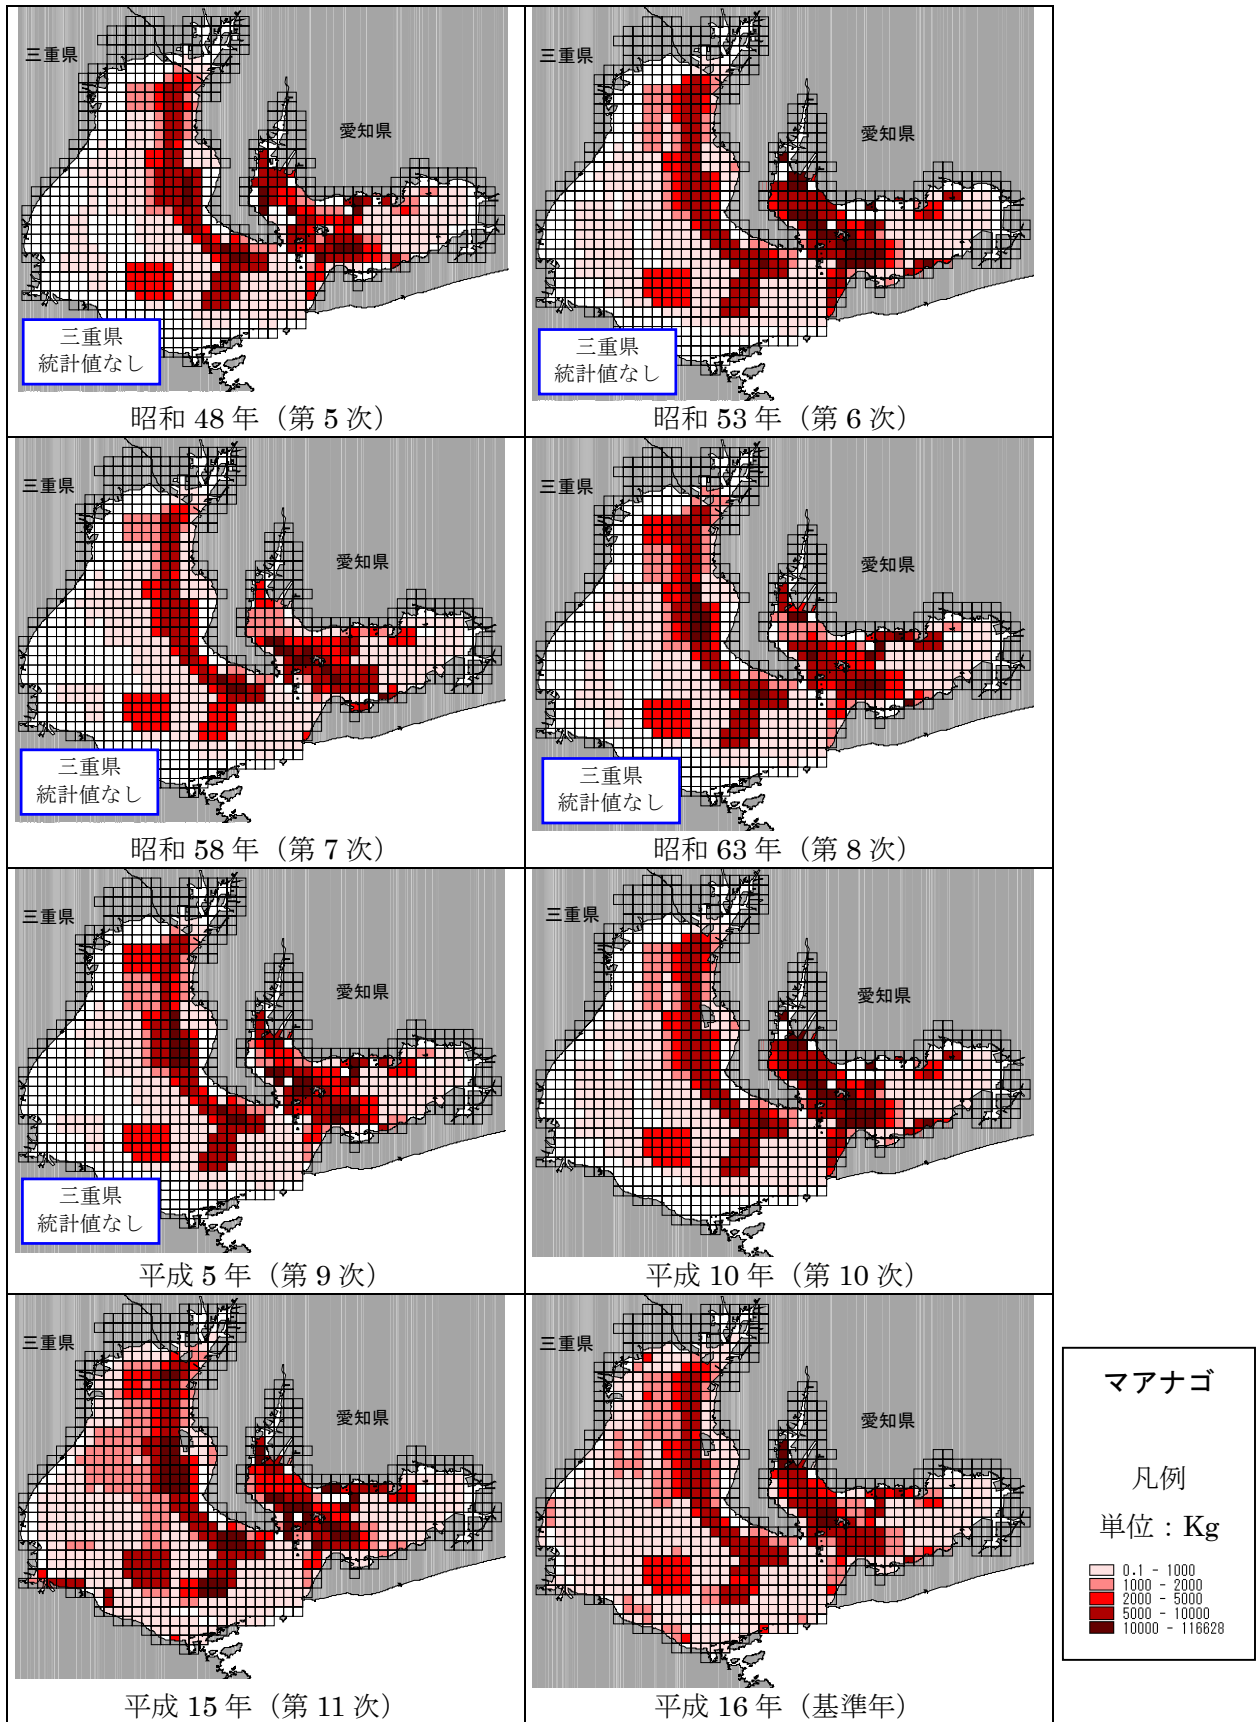 三重県
愛知県
三重県
統計値なし
昭和 48 年（第 5 次）
三重県
愛知県
三重県
統計値なし
昭和 53 年（第 6 次）
三重県
愛知県
三重県
統計値なし
昭和 58 年（第 7 次）
三重県
愛知県
三重県
統計値なし
昭和 63 年（第 8 次）
三重県
愛知県
三重県
統計値なし
平成 5 年（第 9 次）
三重県
愛知県
平成 10 年（第 10 次）
三重県
愛知県
平成 15 年（第 11 次）
三重県
愛知県
平成 16 年（基準年）
マアナゴ
凡例
単位：Kg
0.1 - 1000
1000 - 2000
2000 - 5000
5000 - 10000
10000 - 116628